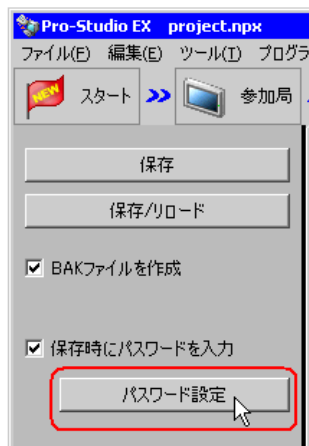 Pro-Studio EX project.npx
ファイル(F) 編集(E) ツール(T) プログラ
NEW スタート 参加局
保存
保存/リロード
BAKファイルを作成
保存時にパスワードを入力
パスワード設定